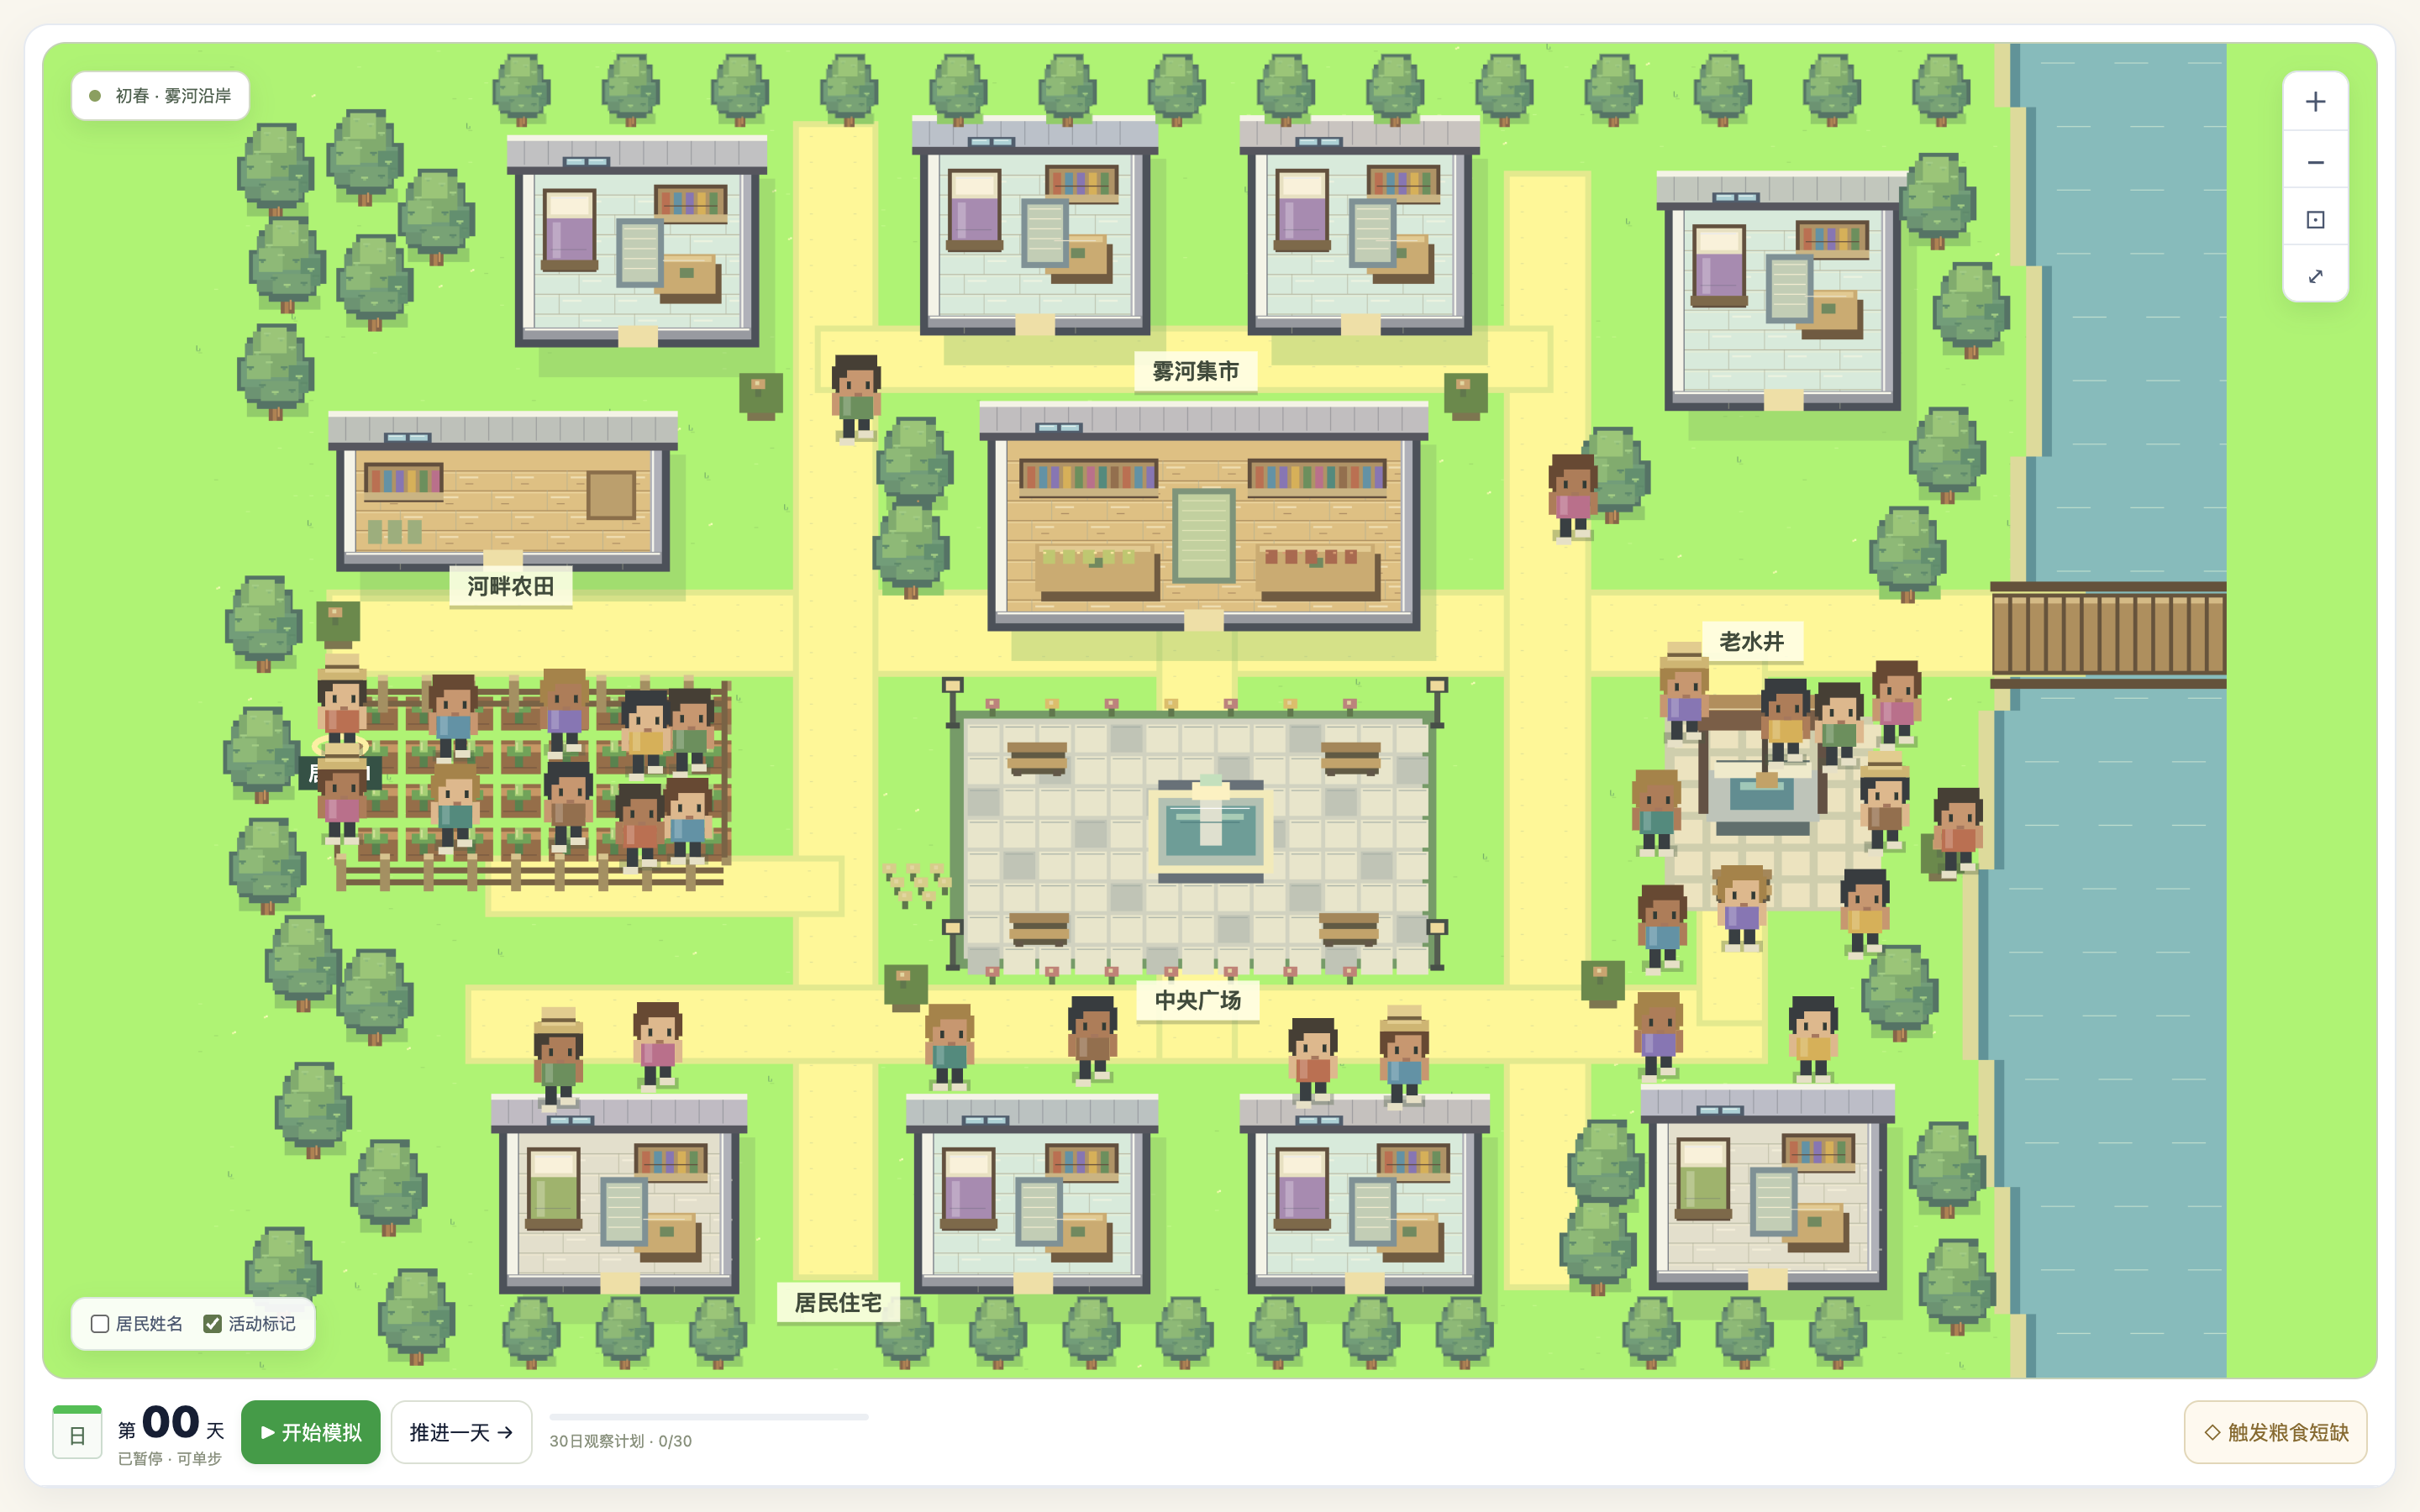 初春 · 雾河沿岸
雾河集市
河畔农田
老水井
中央广场
居民住宅
居民姓名
活动标记
日
第 00 天
已暂停 · 可单步
▶ 开始模拟
推进一天 →
30日观察计划 · 0/30
◇ 触发粮食短缺